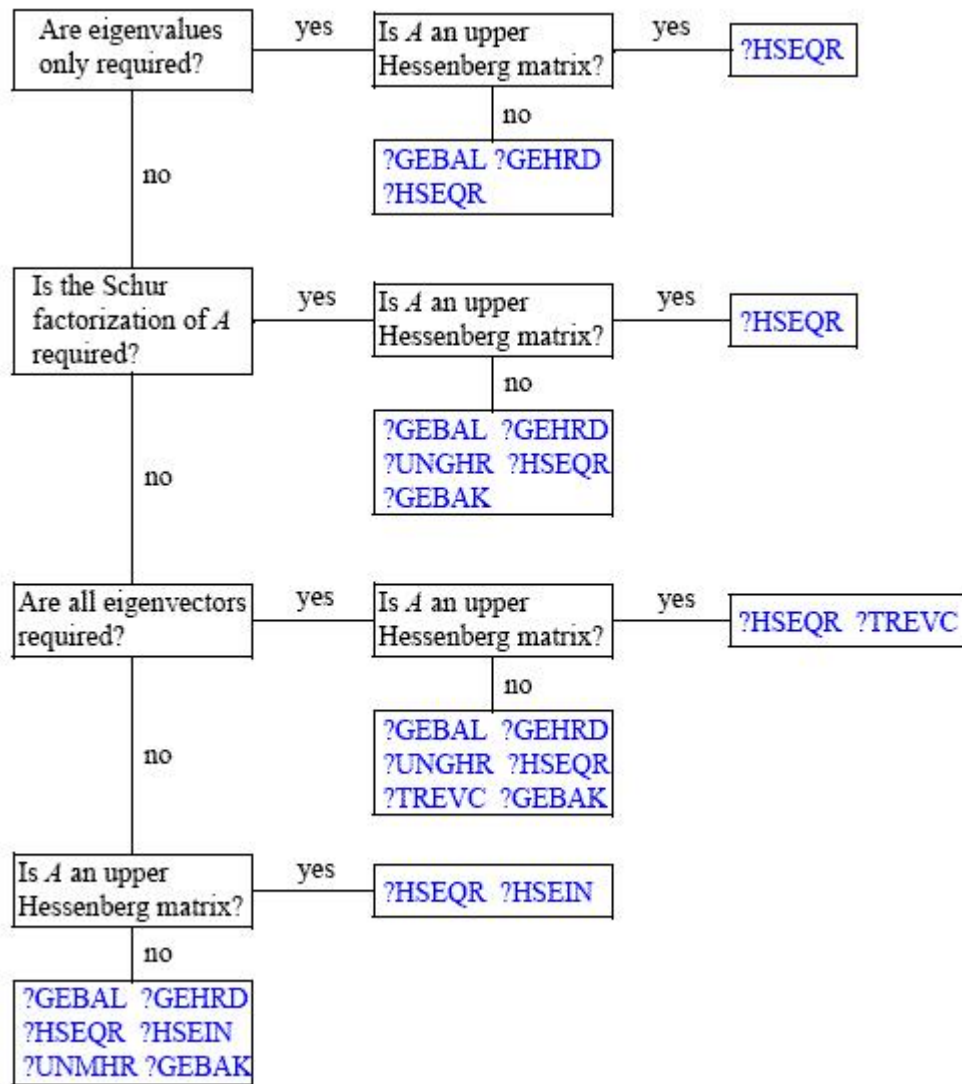 Are eigenvalues
only required?
yes
Is A an upper
Hessenberg matrix?
yes
?HSEQR
no
?GEBAL ?GEHRD
?HSEQR
no
Is the Schur
factorization of A
required?
yes
Is A an upper
Hessenberg matrix?
yes
?HSEQR
no
?GEBAL ?GEHRD
?UNGHR ?HSEQR
?GEBAK
no
Are all eigenvectors
required?
yes
Is A an upper
Hessenberg matrix?
yes
?HSEQR ?TREVC
no
?GEBAL ?GEHRD
?UNGHR ?HSEQR
?TREVC ?GEBAK
no
Is A an upper
Hessenberg matrix?
yes
?HSEQR ?HSEIN
no
?GEBAL ?GEHRD
?HSEQR ?HSEIN
?UNMHR ?GEBAK